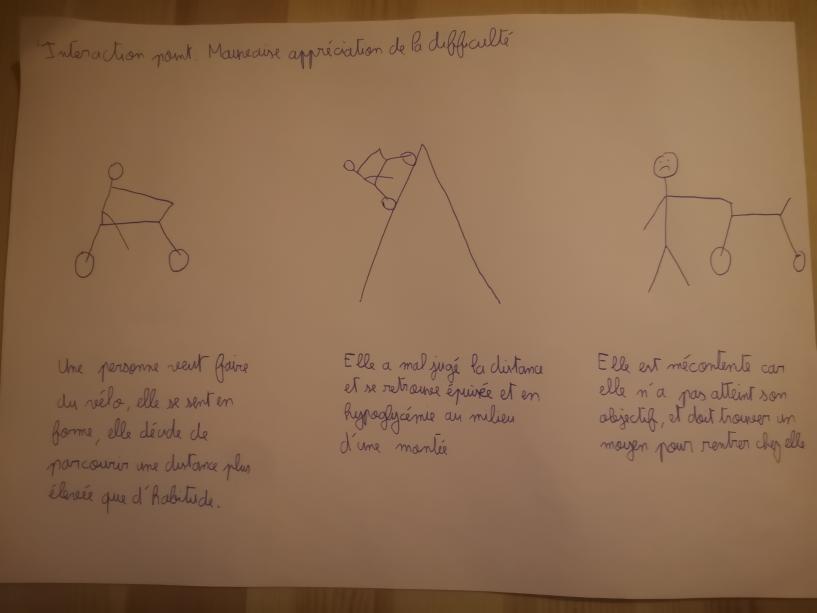 Interaction point. Mauvaise appréciation de la difficulté
Une personne veut faire
du vélo, elle se sent en
forme, elle décide de
parcourir une distance plus
élevée que d'habitude.
Elle a mal jugé la distance
et se retrouve épuisée et en
hypoglycémie au milieu
d'une montée
Elle est mécontente car
elle n'a pas atteint son
objectif, et doit trouver un
moyen pour rentrer chez elle